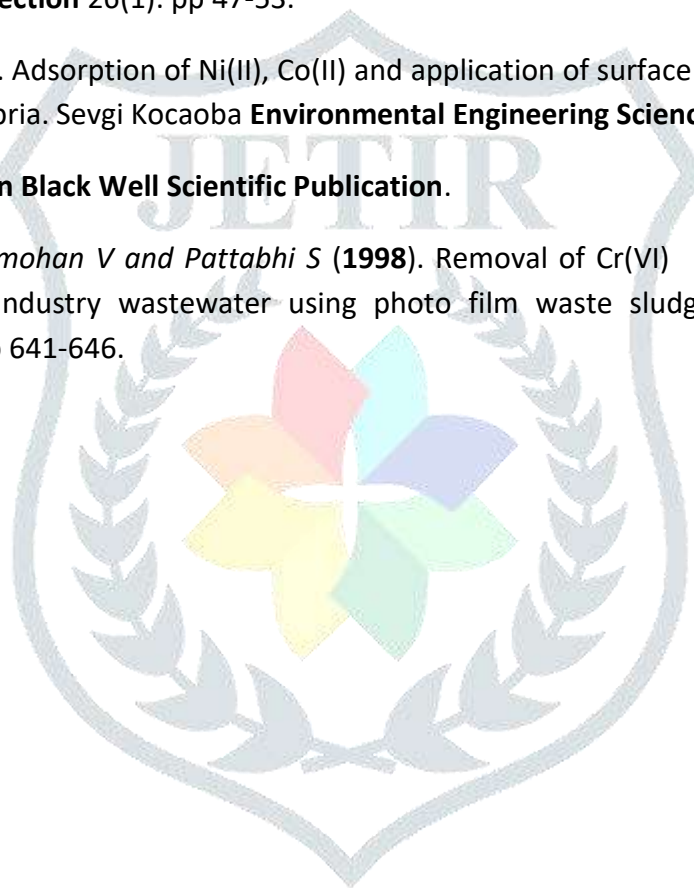 ection 26(1). pp 47-53.
. Adsorption of Ni(II), Co(II) and application of surface
bria. Sevgi Kocaoba Environmental Engineering Scienc
n Black Well Scientific Publication.
JETIR
mohan V and Pattabhi S (1998). Removal of Cr(VI)
ndustry wastewater using photo film waste sludg
641-646.